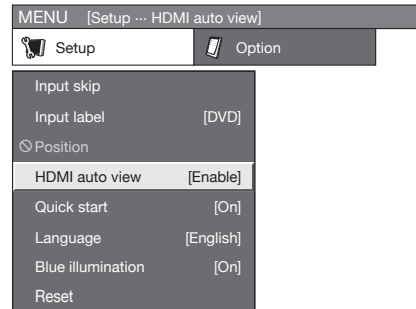 MENU [Setup ··· HDMI auto view]
Setup Option
Input skip
Input label [DVD]
Position
HDMI auto view [Enable]
Quick start [On]
Language [English]
Blue illumination [On]
Reset